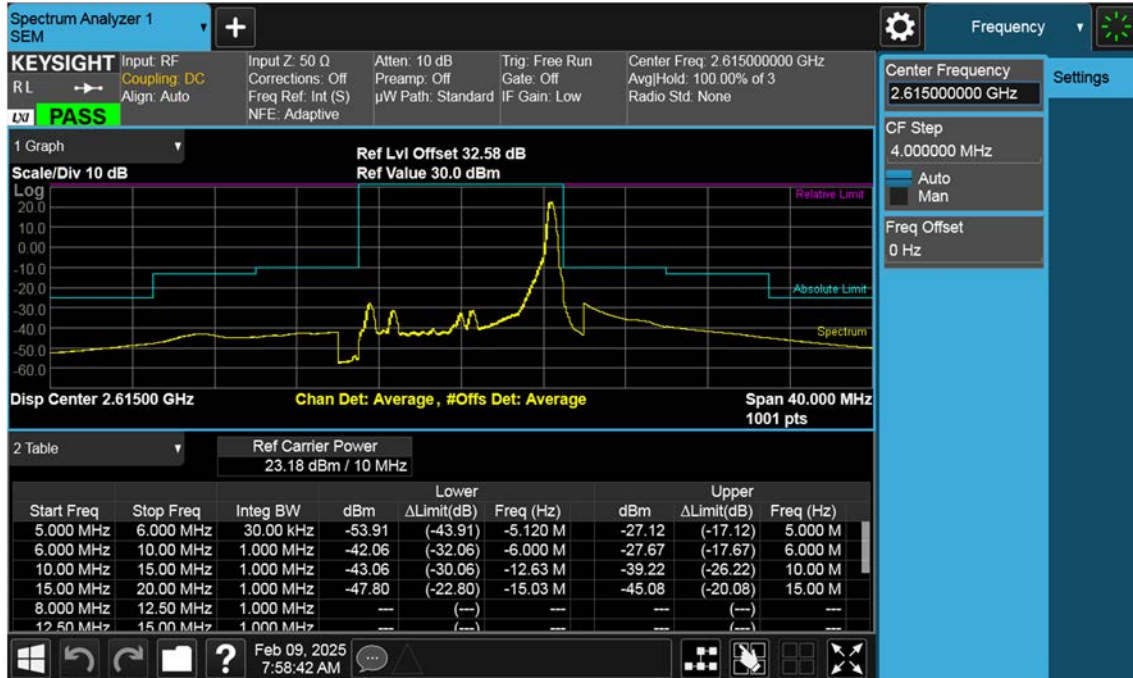 Spectrum Analyzer 1
SEM
+
Frequency
KEYSIGHT
R L
LXI
PASS
Input: RF
Coupling: DC
Align: Auto
Input Z: 50 Ω
Corrections: Off
Freq Ref: Int (S)
NFE: Adaptive
Atten: 10 dB
Preamp: Off
µW Path: Standard
Trig: Free Run
Gate: Off
IF Gain: Low
Center Freq: 2.615000000 GHz
Avg|Hold: 100.00% of 3
Radio Std: None
Center Frequency
2.615000000 GHz
Settings
CF Step
4.000000 MHz
Auto
Man
Freq Offset
0 Hz
1 Graph
Ref Lvl Offset 32.58 dB
Scale/Div 10 dB
Ref Value 30.0 dBm
Log
Relative Limit
20.0
10.0
0.00
-10.0
-20.0
Absolute Limit
-30.0
-40.0
Spectrum
-50.0
-60.0
Disp Center 2.61500 GHz
Chan Det: Average, #Offs Det: Average
Span 40.000 MHz
1001 pts
2 Table
Ref Carrier Power
23.18 dBm / 10 MHz
Lower Upper
Start Freq Stop Freq Integ BW dBm ΔLimit(dB) Freq (Hz) dBm ΔLimit(dB) Freq (Hz)
5.000 MHz 6.000 MHz 30.00 kHz -53.91 (-43.91) -5.120 M -27.12 (-17.12) 5.000 M
6.000 MHz 10.00 MHz 1.000 MHz -42.06 (-32.06) -6.000 M -27.67 (-17.67) 6.000 M
10.00 MHz 15.00 MHz 1.000 MHz -43.06 (-30.06) -12.63 M -39.22 (-26.22) 10.00 M
15.00 MHz 20.00 MHz 1.000 MHz -47.80 (-22.80) -15.03 M -45.08 (-20.08) 15.00 M
8.000 MHz 12.50 MHz 1.000 MHz --- (---) --- --- (---) ---
12.50 MHz 15.00 MHz 1.000 MHz --- (---) --- --- (---) ---
?
Feb 09, 2025
7:58:42 AM